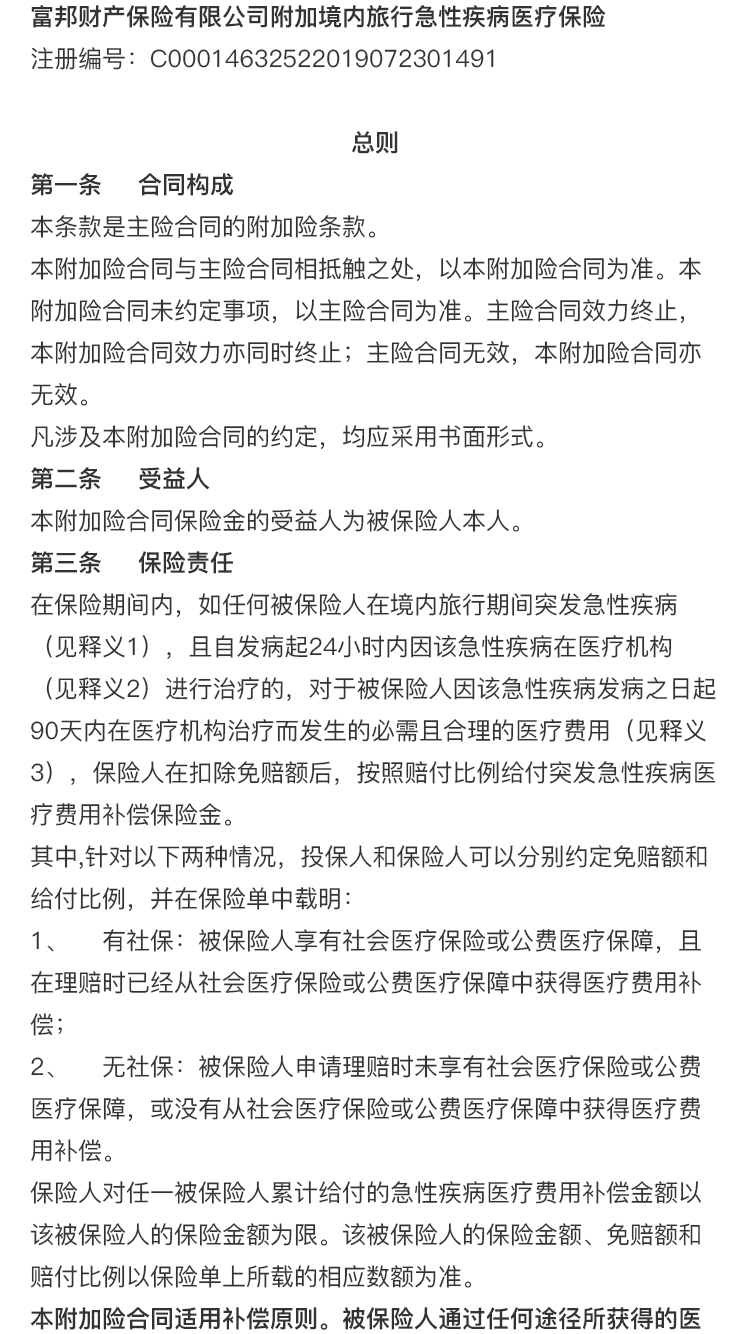 富邦财产保险有限公司附加境内旅行急性疾病医疗保险
注册编号：C00014632522019072301491
总则
第一条　合同构成
本条款是主险合同的附加险条款。
本附加险合同与主险合同相抵触之处，以本附加险合同为准。本
附加险合同未约定事项，以主险合同为准。主险合同效力终止，
本附加险合同效力亦同时终止；主险合同无效，本附加险合同亦
无效。
凡涉及本附加险合同的约定，均应采用书面形式。
第二条　受益人
本附加险合同保险金的受益人为被保险人本人。
第三条　保险责任
在保险期间内，如任何被保险人在境内旅行期间突发急性疾病
（见释义1），且自发病起24小时内因该急性疾病在医疗机构
（见释义2）进行治疗的，对于被保险人因该急性疾病发病之日起
90天内在医疗机构治疗而发生的必需且合理的医疗费用（见释义
3），保险人在扣除免赔额后，按照赔付比例给付突发急性疾病医
疗费用补偿保险金。
其中,针对以下两种情况，投保人和保险人可以分别约定免赔额和
给付比例，并在保险单中载明：
1、　有社保：被保险人享有社会医疗保险或公费医疗保障，且
在理赔时已经从社会医疗保险或公费医疗保障中获得医疗费用补
偿；
2、　无社保：被保险人申请理赔时未享有社会医疗保险或公费
医疗保障，或没有从社会医疗保险或公费医疗保障中获得医疗费
用补偿。
保险人对任一被保险人累计给付的急性疾病医疗费用补偿金额以
该被保险人的保险金额为限。该被保险人的保险金额、免赔额和
赔付比例以保险单上所载的相应数额为准。
本附加险合同适用补偿原则。被保险人通过任何途径所获得的医